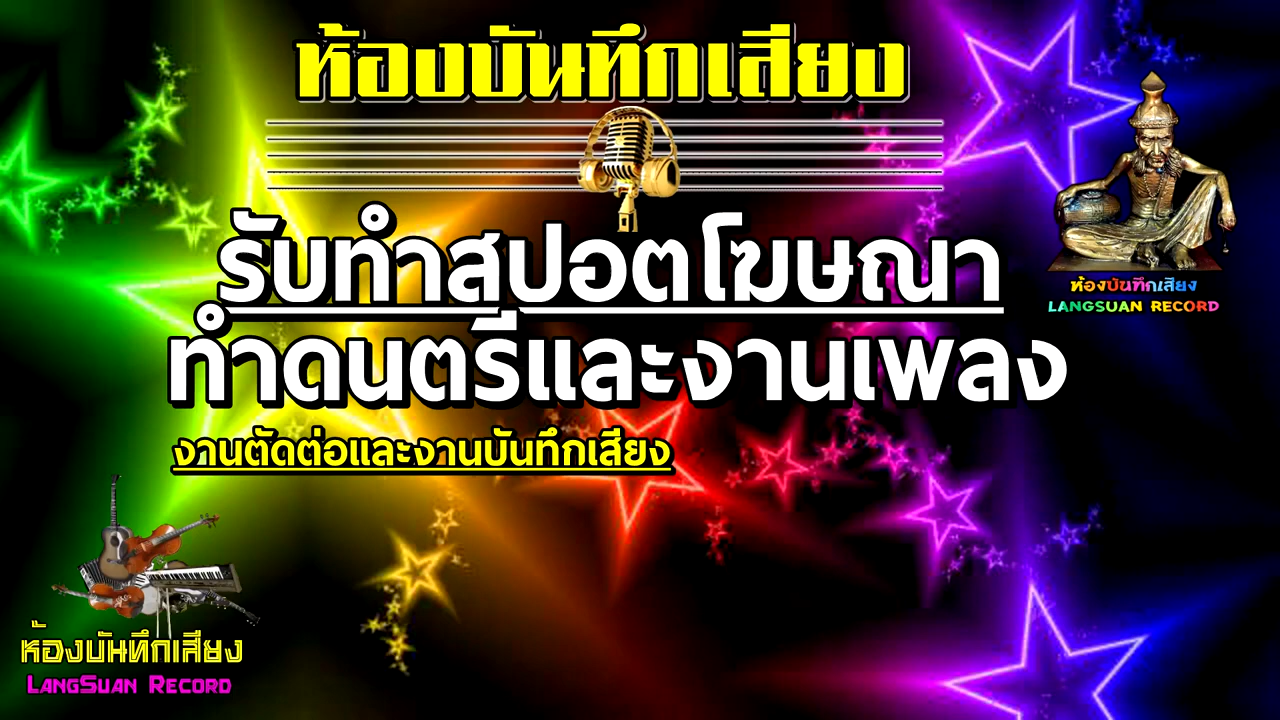 ห้องบันทึกเสียง
รับทำสปอตโฆษณา
ทำดนตรีและงานเพลง
งานตัดต่อและงานบันทึกเสียง
ห้องบันทึกเสียง
LANGSUAN RECORD
ห้องบันทึกเสียง
LANGSUAN RECORD